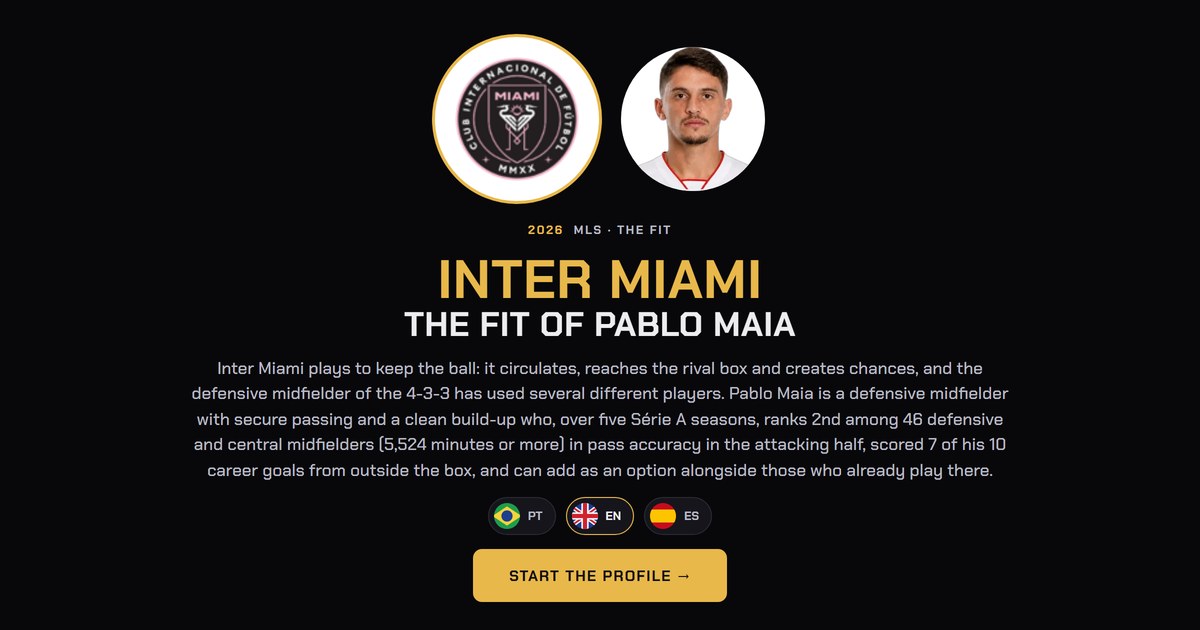 CLUB INTERNACIONAL DE FÚTBOL
MIAMI
MMXX
2026 MLS · THE FIT
INTER MIAMI
THE FIT OF PABLO MAIA
Inter Miami plays to keep the ball: it circulates, reaches the rival box and creates chances, and the
defensive midfielder of the 4-3-3 has used several different players. Pablo Maia is a defensive midfielder
with secure passing and a clean build-up who, over five Série A seasons, ranks 2nd among 46 defensive
and central midfielders (5,524 minutes or more) in pass accuracy in the attacking half, scored 7 of his 10
career goals from outside the box, and can add as an option alongside those who already play there.
PT EN ES
START THE PROFILE →